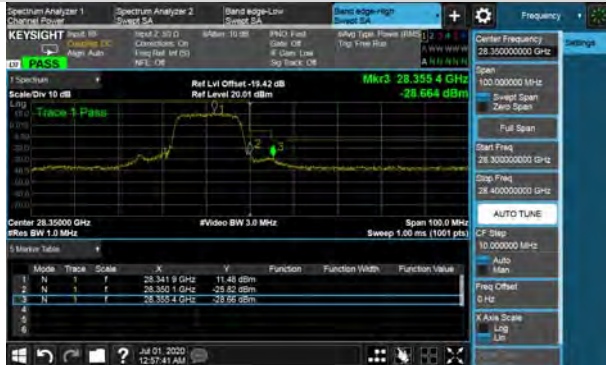 Spectrum Analyzer 1
Channel Power
Spectrum Analyzer 2
Swept SA
Band edge-Low
Swept SA
Band edge-High
Swept SA
+
Frequency
KEYSIGHT
Input: RF
Coupling: DC
Align: Auto
Input Z: 50 Ω
Corrections: On
Freq Ref: Int (S)
NFE: Off
#Atten: 10 dB
PNO: Fast
Gate: Off
IF Gain: Low
Sig Track: Off
#Avg Type: Power (RMS)
Trig: Free Run
PASS
1 Spectrum
Scale/Div 10 dB
Ref Lvl Offset -19.42 dB
Ref Level 20.01 dBm
Mkr3 28.355 4 GHz
-28.664 dBm
Log
Trace 1 Pass
1
2
3
Center 28.35000 GHz
#Res BW 1.0 MHz
#Video BW 3.0 MHz
Span 100.0 MHz
Sweep 1.00 ms (1001 pts)
5 Marker Table
Mode Trace Scale X Y Function Function Width Function Value
1 N 1 f 28.341 9 GHz 11.48 dBm
2 N 1 f 28.350 1 GHz -25.82 dBm
3 N 1 f 28.355 4 GHz -28.66 dBm
4
5
6
Center Frequency
28.350000000 GHz
Settings
Span
100.000000 MHz
Swept Span
Zero Span
Full Span
Start Freq
28.300000000 GHz
Stop Freq
28.400000000 GHz
AUTO TUNE
CF Step
10.000000 MHz
Auto
Man
Freq Offset
0 Hz
X Axis Scale
Log
Lin
?
Jul 01, 2020
12:57:41 AM